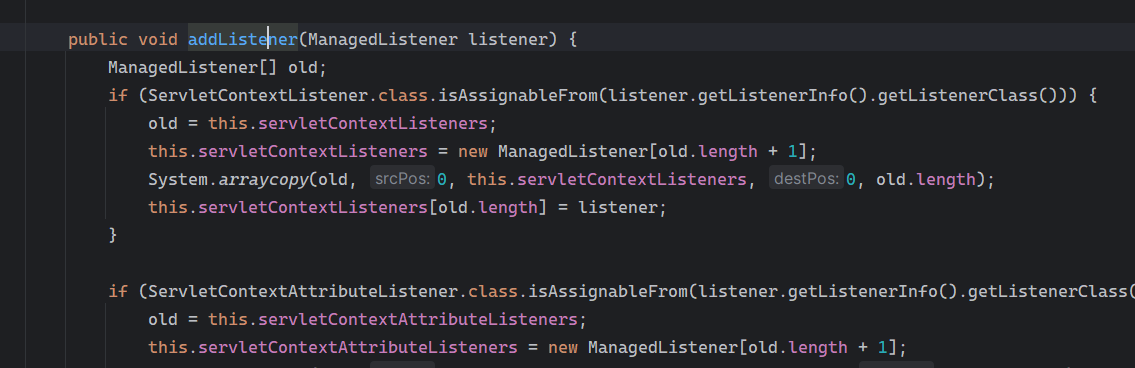 public void addListener(ManagedListener listener) {
ManagedListener[] old;
if (ServletContextListener.class.isAssignableFrom(listener.getListenerInfo().getListenerClass())) {
old = this.servletContextListeners;
this.servletContextListeners = new ManagedListener[old.length + 1];
System.arraycopy(old, srcPos: 0, this.servletContextListeners, destPos: 0, old.length);
this.servletContextListeners[old.length] = listener;
}
if (ServletContextAttributeListener.class.isAssignableFrom(listener.getListenerInfo().getListenerClass(
old = this.servletContextAttributeListeners;
this.servletContextAttributeListeners = new ManagedListener[old.length + 1];